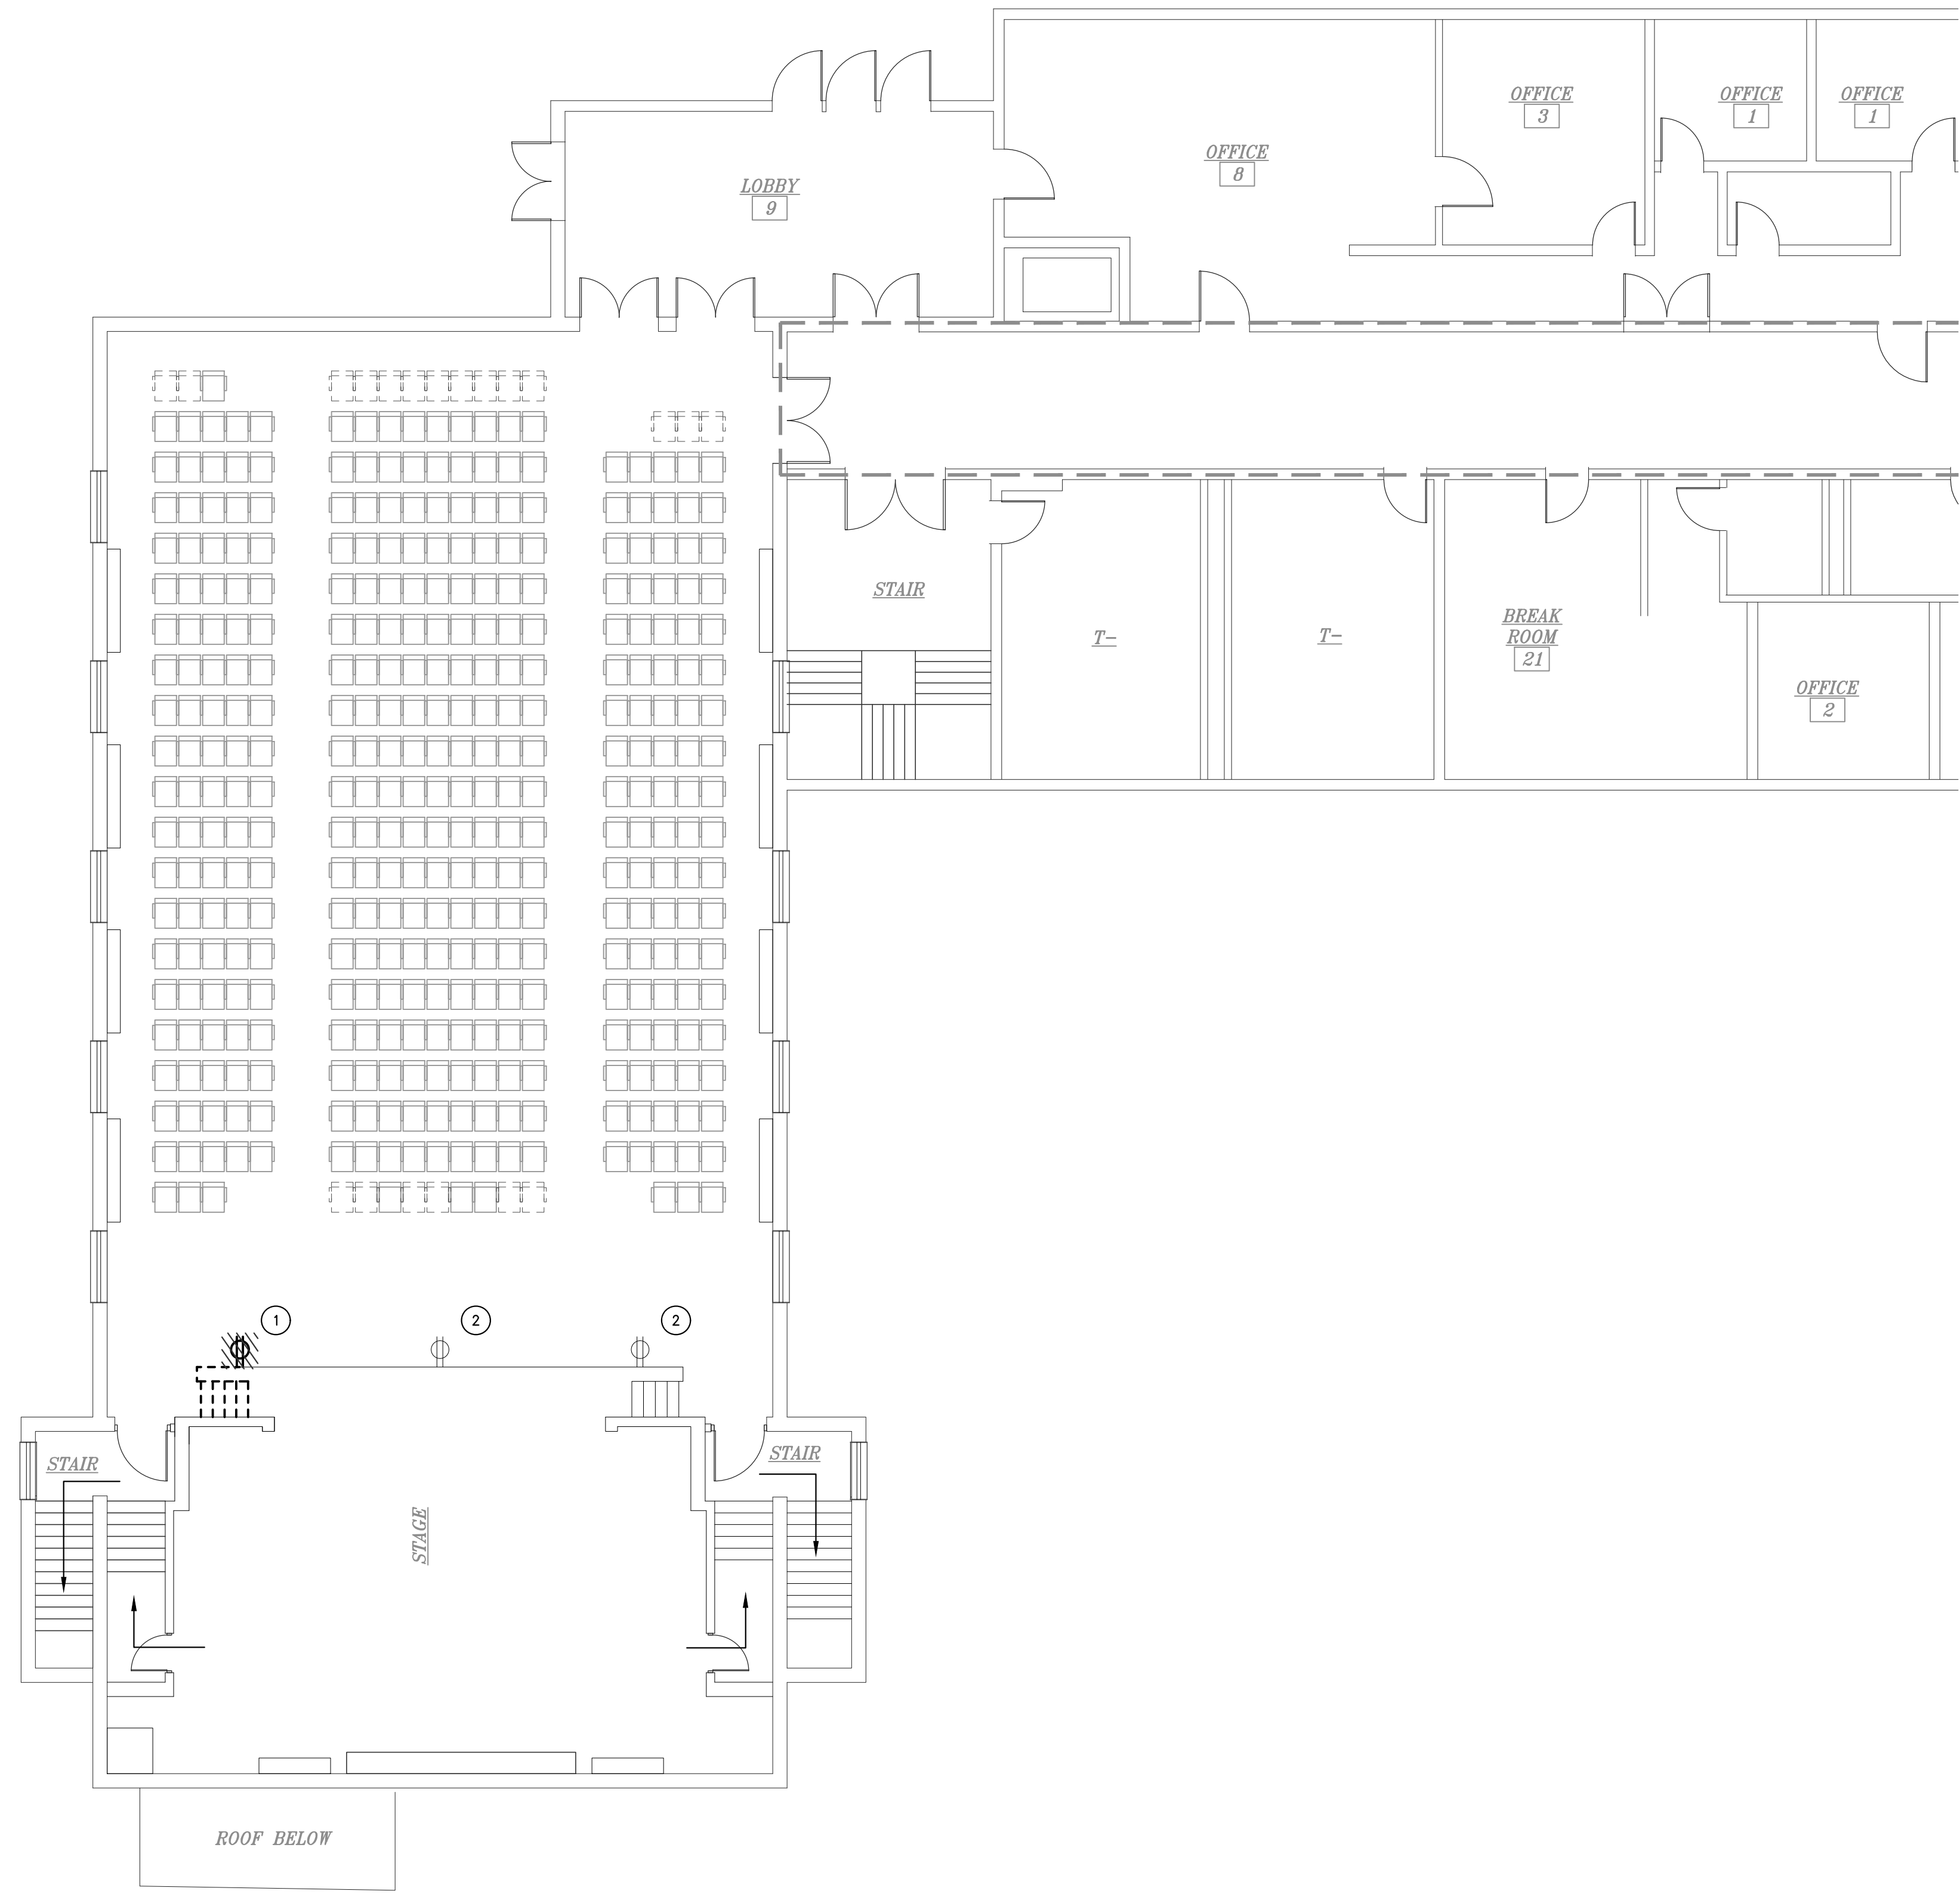 OFFICE
3
OFFICE
1
OFFICE
1
OFFICE
8
LOBBY
9
STAIR
T-
T-
BREAK
ROOM
21
OFFICE
2
1
2
2
STAIR
STAIR
STAGE
ROOF BELOW